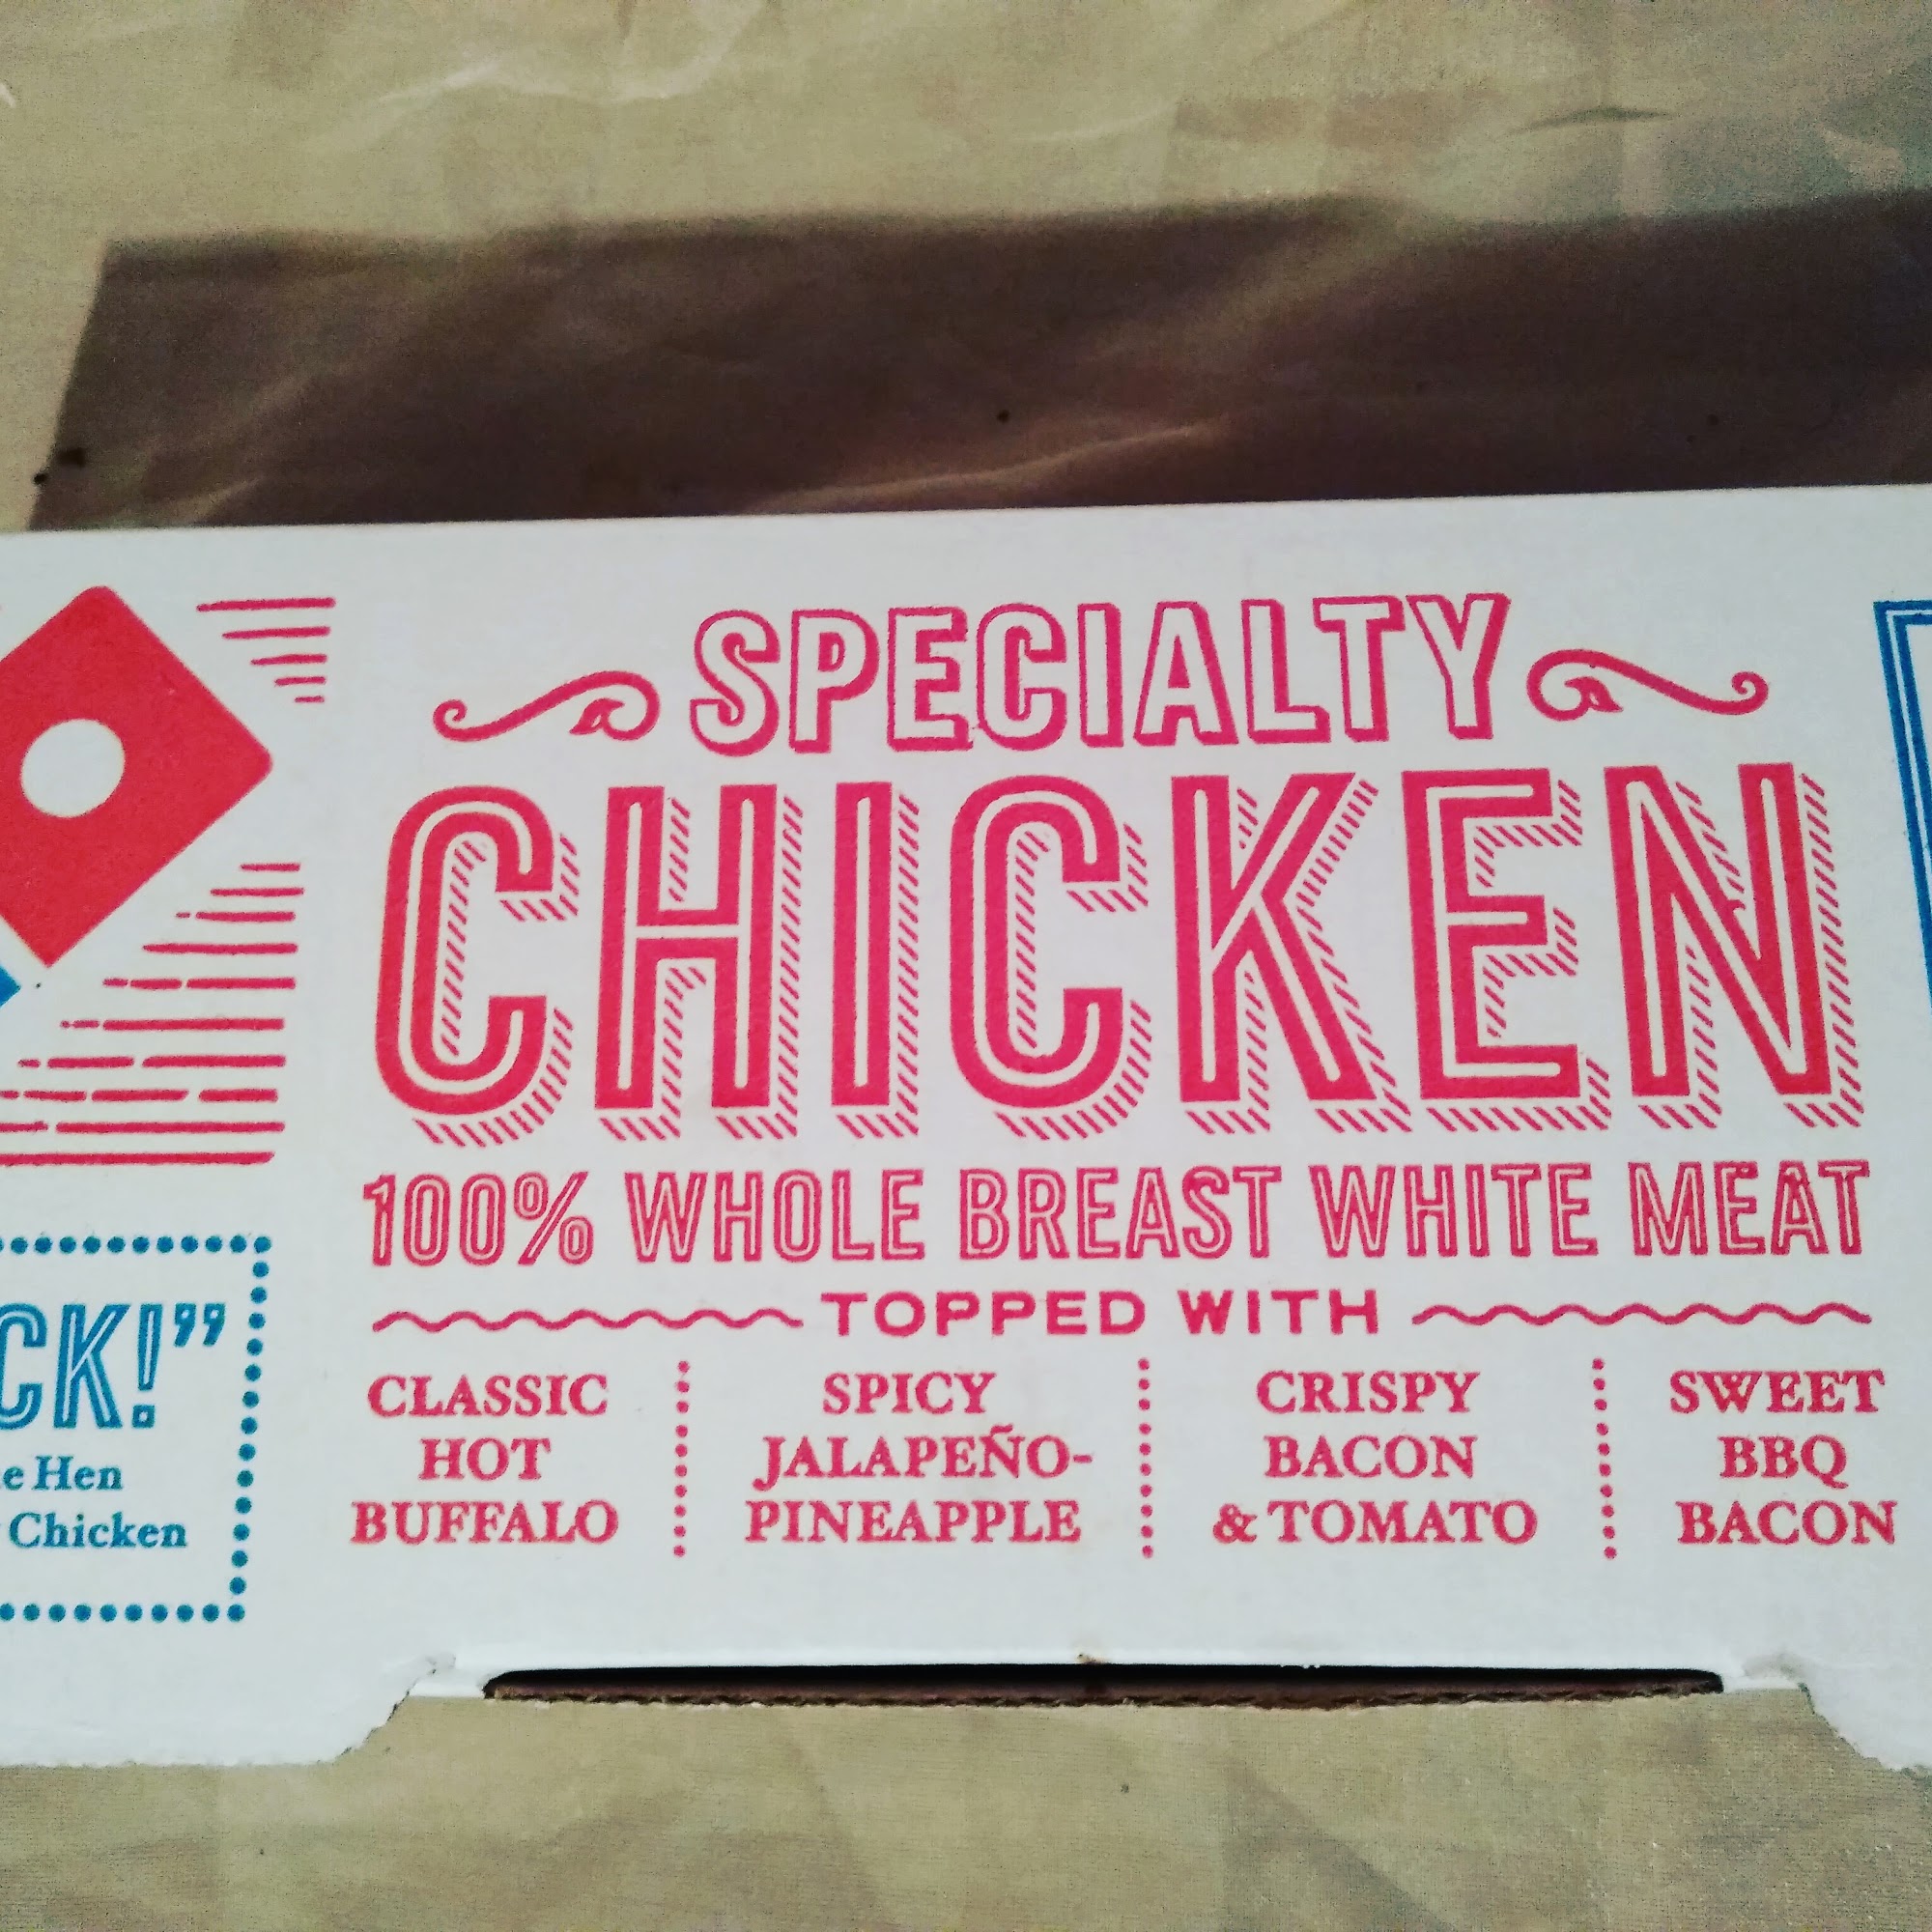 SPECIALTY
CHICKEN
100% WHOLE BREAST WHITE MEAT
TOPPED WITH
CLASSIC
HOT
BUFFALO
SPICY
JALAPEÑO-
PINEAPPLE
CRISPY
BACON
& TOMATO
SWEET
BBQ
BACON
CK!”
e Hen
Chicken